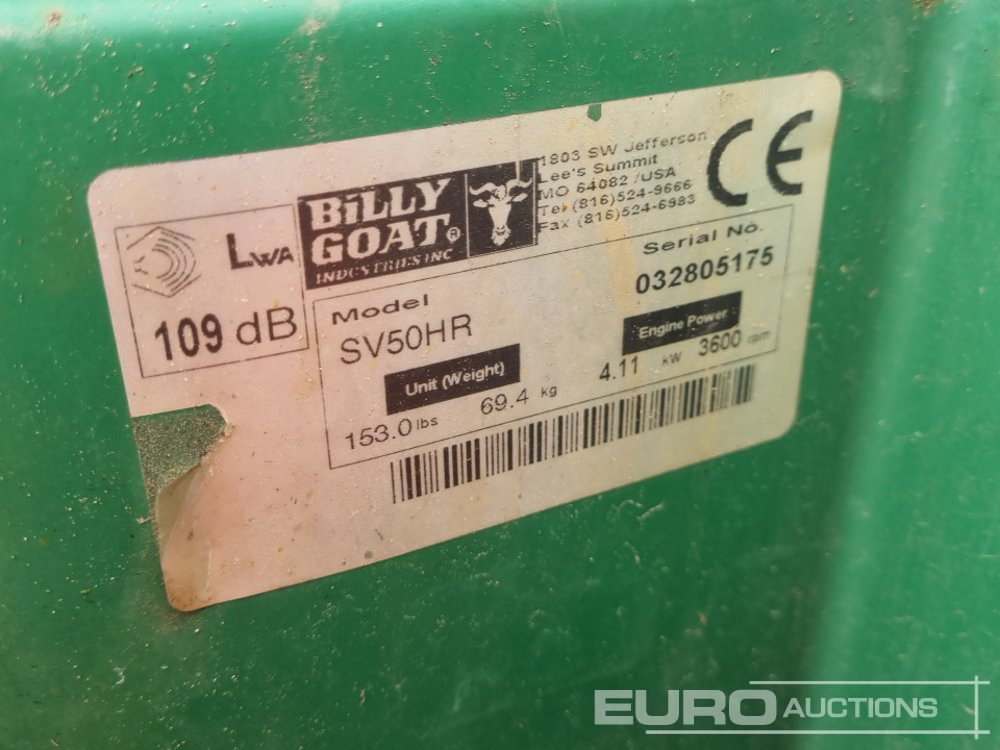 BiLLY
GOAT®
INDUSTRIES INC
1803 SW Jefferson
Lee's Summit
MO 64082 /USA
Tel (816)524-9666
Fax (816)524-6983
CE
LWA
109 dB
Model
SV50HR
Serial No.
032805175
Unit (Weight)
153.0 lbs 69.4 kg
Engine Power
4.11 kW 3600 rpm
EURO AUCTIONS